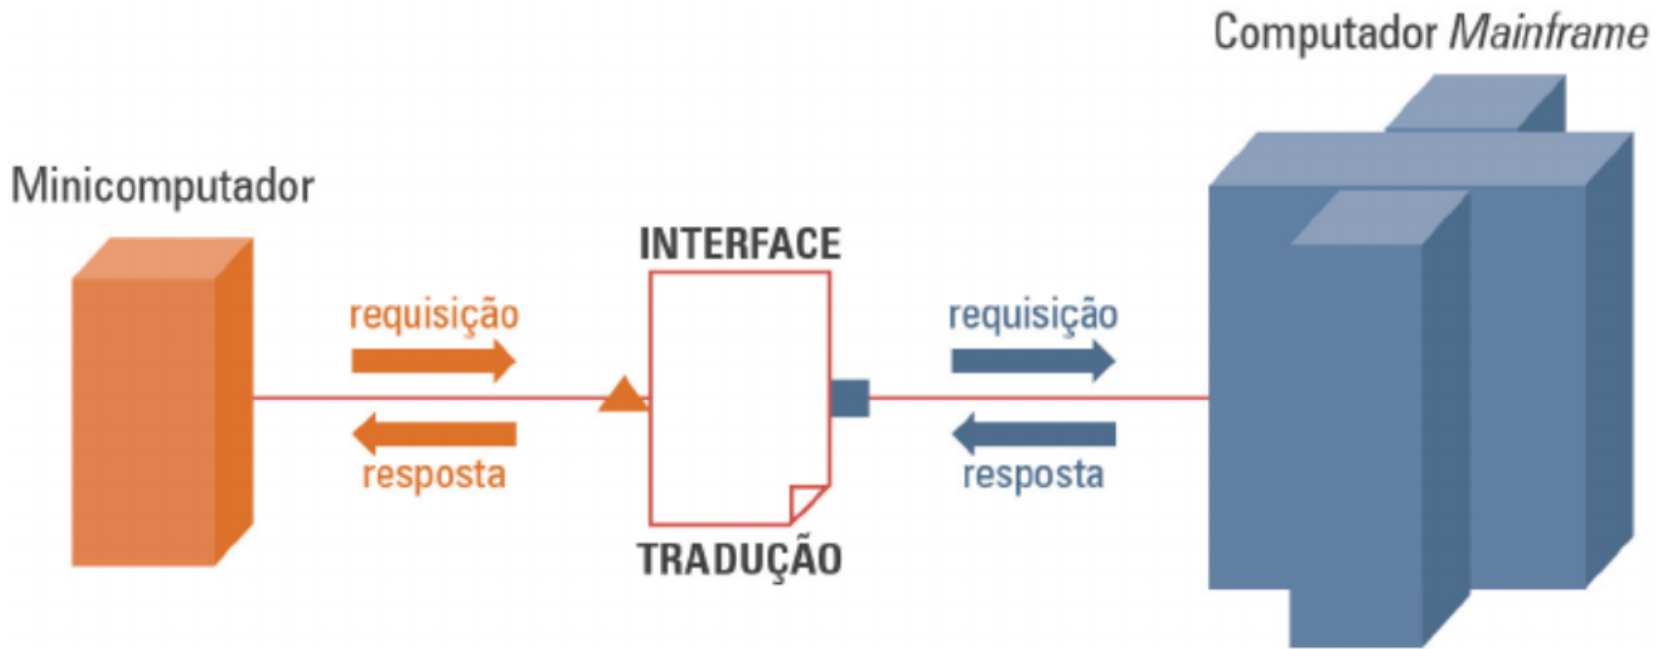 Computador Mainframe
Minicomputador
INTERFACE
requisição
requisição
resposta
resposta
TRADUÇÃO